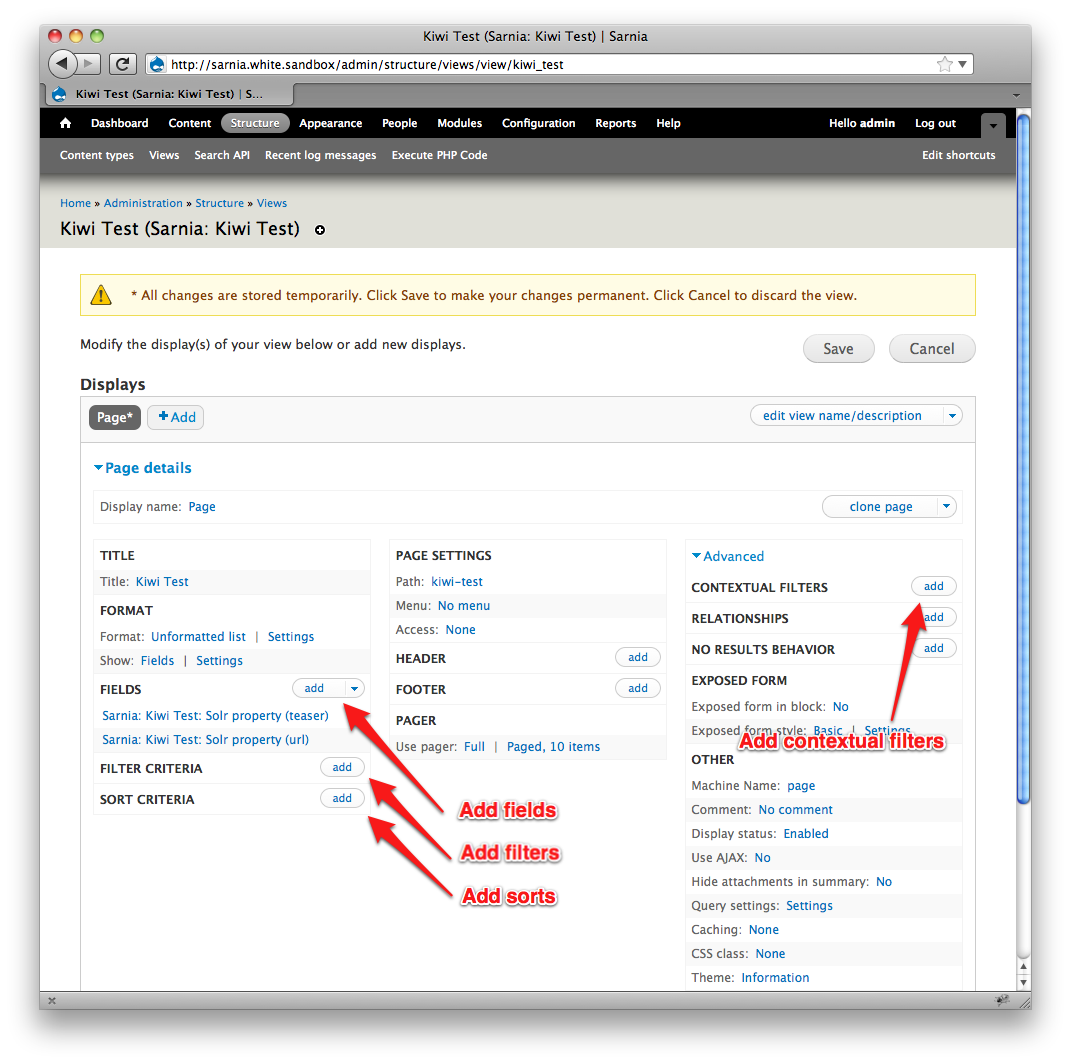 Kiwi Test (Sarnia: Kiwi Test) | Sarnia
http://sarnia.white.sandbox/admin/structure/views/view/kiwi_test
Kiwi Test (Sarnia: Kiwi Test) | S...
Dashboard Content Structure Appearance People Modules Configuration Reports Help Hello admin Log out
Content types Views Search API Recent log messages Execute PHP Code Edit shortcuts
Home » Administration » Structure » Views
Kiwi Test (Sarnia: Kiwi Test)
* All changes are stored temporarily. Click Save to make your changes permanent. Click Cancel to discard the view.
Modify the display(s) of your view below or add new displays.
Save Cancel
Displays
Page* Add edit view name/description
Page details
Display name: Page clone page
TITLE
Title: Kiwi Test
FORMAT
Format: Unformatted list | Settings
Show: Fields | Settings
FIELDS add
Sarnia: Kiwi Test: Solr property (teaser)
Sarnia: Kiwi Test: Solr property (url)
FILTER CRITERIA add
SORT CRITERIA add
PAGE SETTINGS
Path: kiwi-test
Menu: No menu
Access: None
HEADER add
FOOTER add
PAGER
Use pager: Full | Paged, 10 items
Add fields
Add filters
Add sorts
Advanced
CONTEXTUAL FILTERS add
RELATIONSHIPS add
NO RESULTS BEHAVIOR add
EXPOSED FORM
Exposed form in block: No
Exposed form style: Basic | Settings
Add contextual filters
OTHER
Machine Name: page
Comment: No comment
Display status: Enabled
Use AJAX: No
Hide attachments in summary: No
Query settings: Settings
Caching: None
CSS class: None
Theme: Information